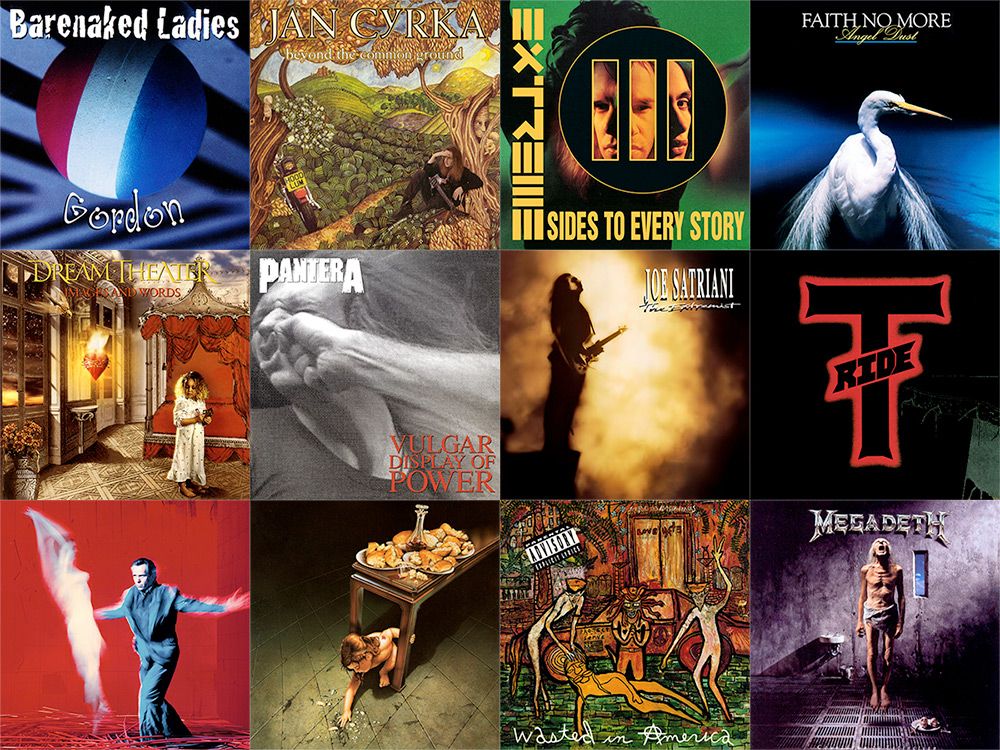 Barenaked Ladies
Gordon
JAN CYRKA
beyond the common ground
EXTREME
III
SIDES TO EVERY STORY
FAITH NO MORE
Angel Dust
DREAM THEATER
IMAGES AND WORDS
PANTERA
VULGAR
DISPLAY OF
POWER
JOE SATRIANI
The Extremist
T
RIDE
PARENTAL
ADVISORY
EXPLICIT LYRICS
LOVE/HATE
Wasted in America
MEGADETH